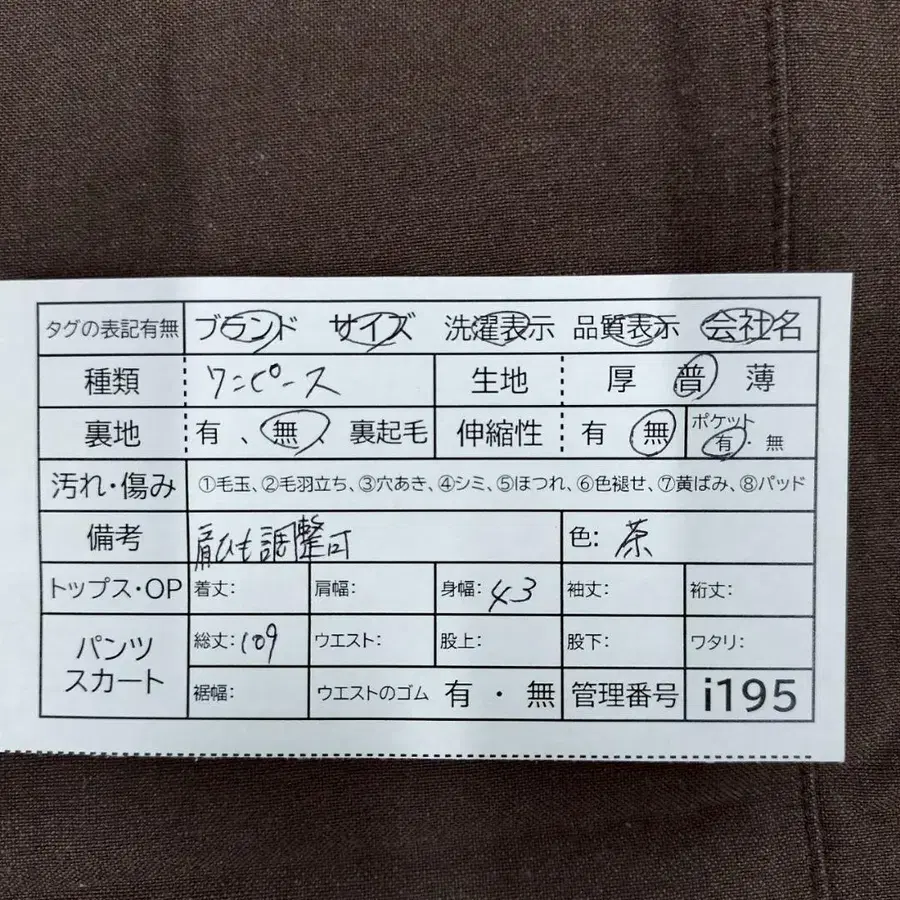 タグの表記有無 ブランド サイズ 洗濯表示 品質表示 会社名
種類 ワンピース 生地 厚 普 薄
裏地 有 、 無 、 裏起毛 伸縮性 有 無 ポケット 有 ・ 無
汚れ・傷み ①毛玉、②毛羽立ち、③穴あき、④シミ、⑤ほつれ、⑥色褪せ、⑦黄ばみ、⑧パッド
備考 肩ひも調整可 色: 茶
トップス・OP 着丈: 肩幅: 身幅: 43 袖丈: 裄丈:
パンツ スカート 総丈: 109 ウエスト: 股上: 股下: ワタリ:
裾幅: ウエストのゴム 有 ・ 無 管理番号 i195